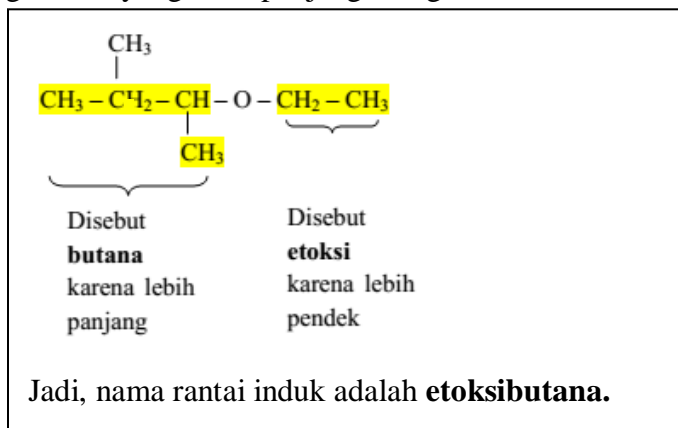 CH₃
CH₃ – CH₂ – CH – O – CH₂ – CH₃
CH₃
Disebut
butana
karena lebih
panjang
Disebut
etoksi
karena lebih
pendek
Jadi, nama rantai induk adalah etoksibutana.